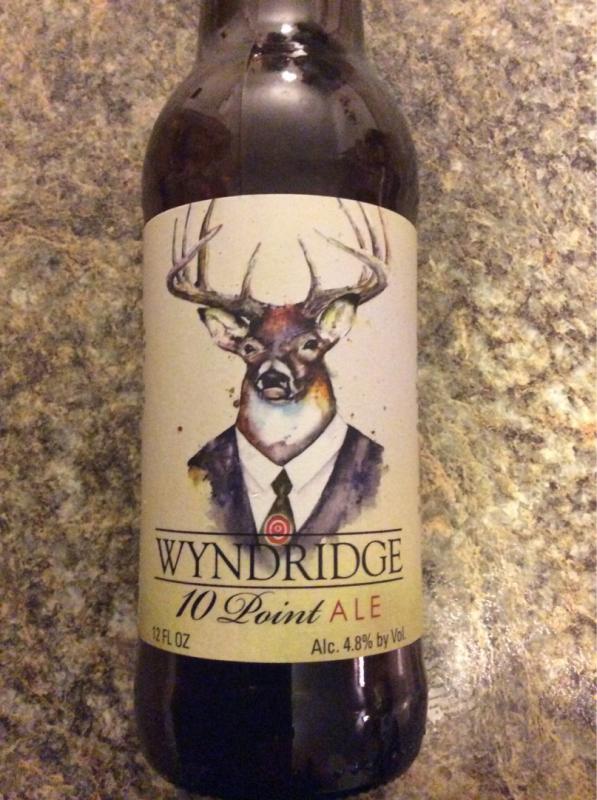 WYNDRIDGE
10 Point ALE
12 FL OZ Alc. 4.8% by Vol.